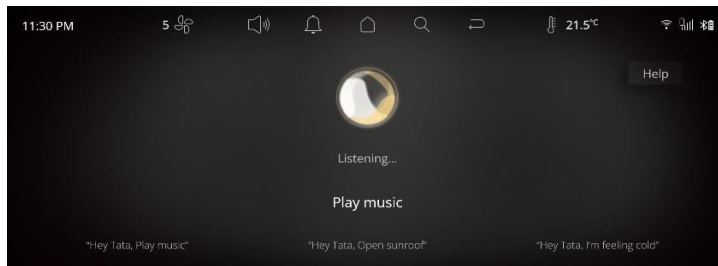 11:30 PM 5 21.5°C
Help
Listening...
Play music
"Hey Tata, Play music" "Hey Tata, Open sunroof" "Hey Tata, I'm feeling cold"